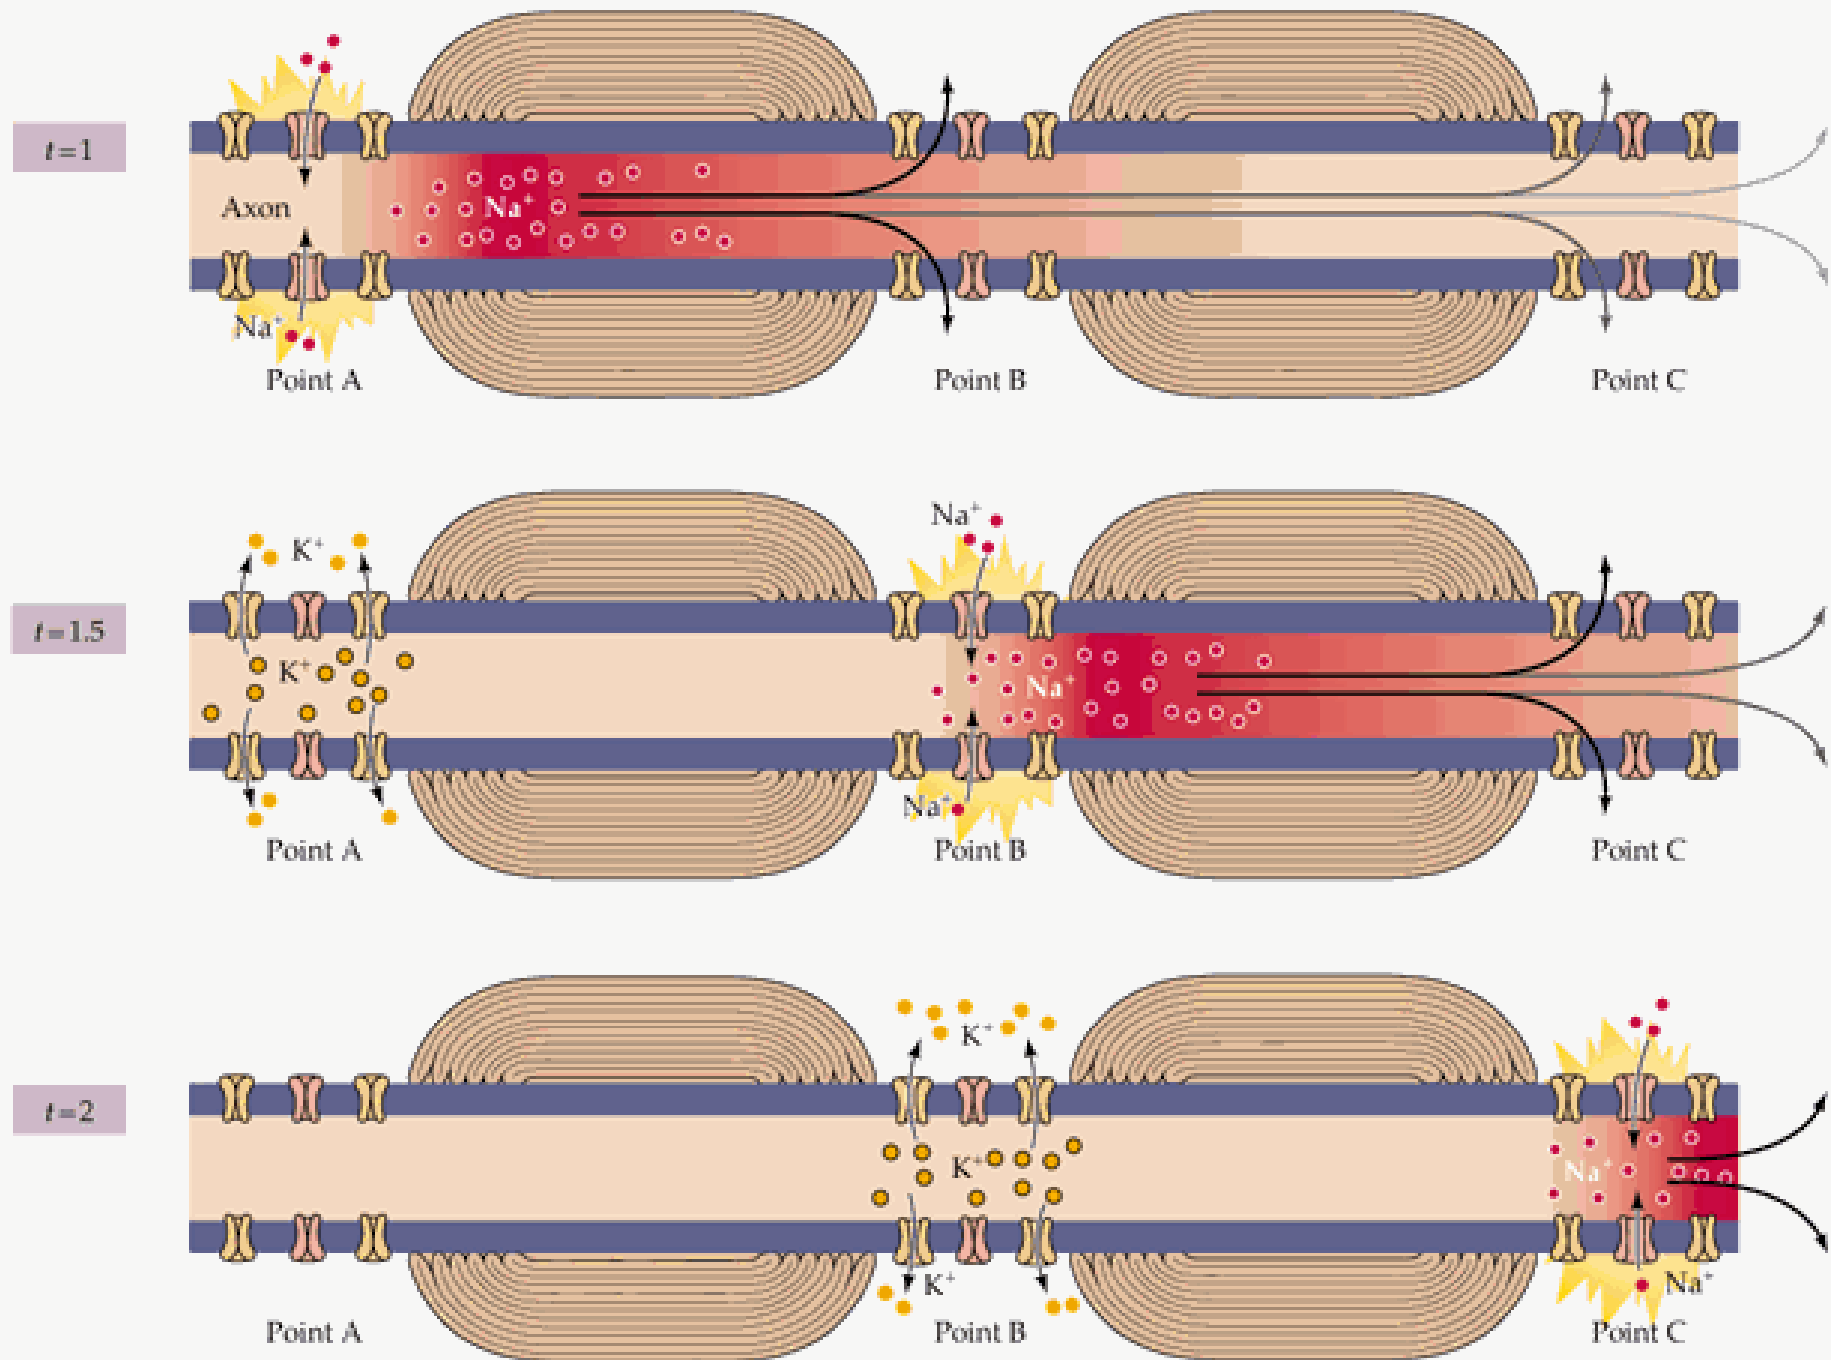 t=1
Axon
Na⁺
Na⁺
Point A
Point B
Point C
K⁺
Na⁺
t=1.5
K⁺
Na⁺
Na⁺
Point A
Point B
Point C
K⁺
t=2
K⁺
Na⁺
K⁺
Na⁺
Point A
Point B
Point C